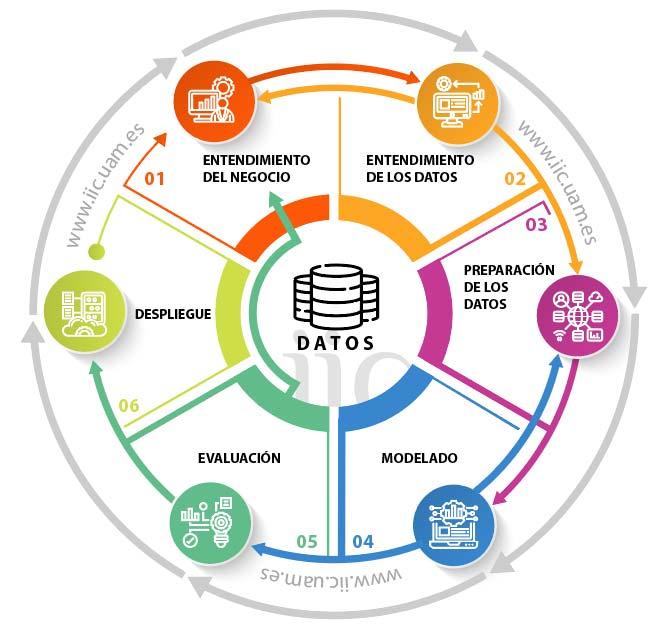 www.iic.uam.es
www.iic.uam.es
01
ENTENDIMIENTO
DEL NEGOCIO
ENTENDIMIENTO
DE LOS DATOS
02
03
PREPARACIÓN
DE LOS
DATOS
DESPLIEGUE
DATOS
iic
06
EVALUACIÓN
MODELADO
05
04
www.iic.uam.es